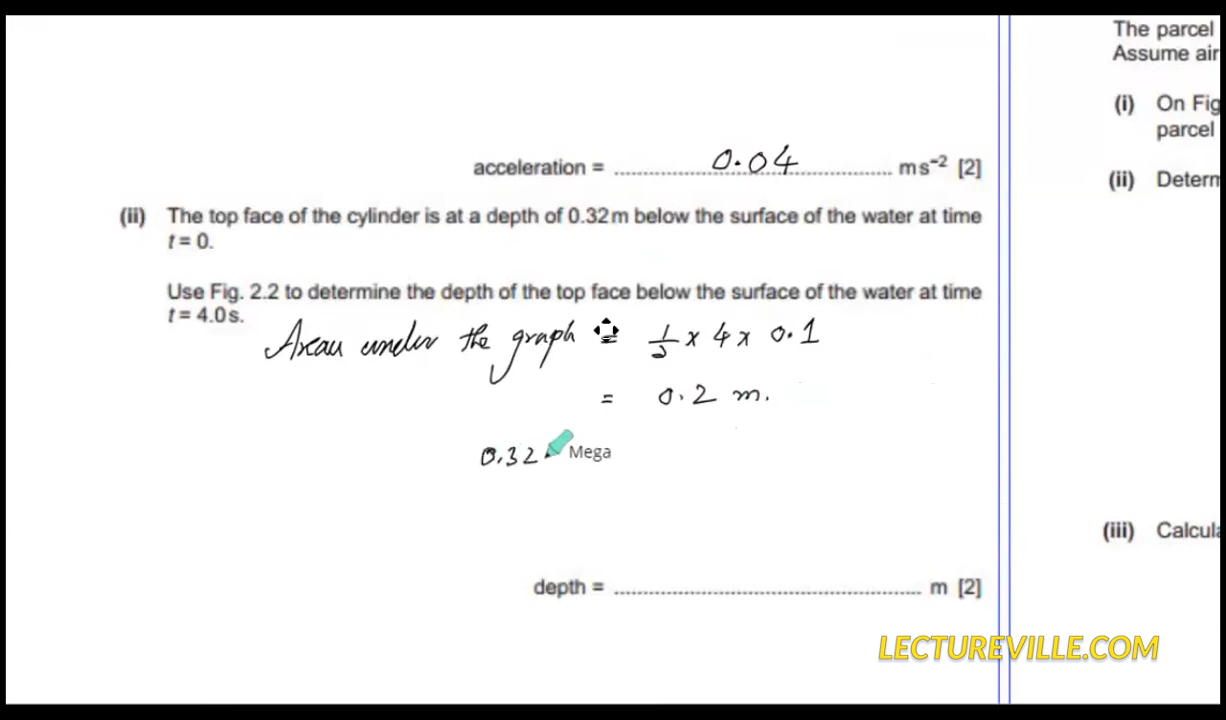 acceleration = .................... 0.04 .................... m s⁻² [2]
(ii) The top face of the cylinder is at a depth of 0.32 m below the surface of the water at time
t = 0.
Use Fig. 2.2 to determine the depth of the top face below the surface of the water at time
t = 4.0 s.
Areau under the graph = 1/2 x 4 x 0.1
= 0.2 m.
0.32
Mega
depth = .................................................... m [2]
The parcel
Assume air
(i) On Fig
parcel
(ii) Determ
(iii) Calcula
LECTUREVILLE.COM